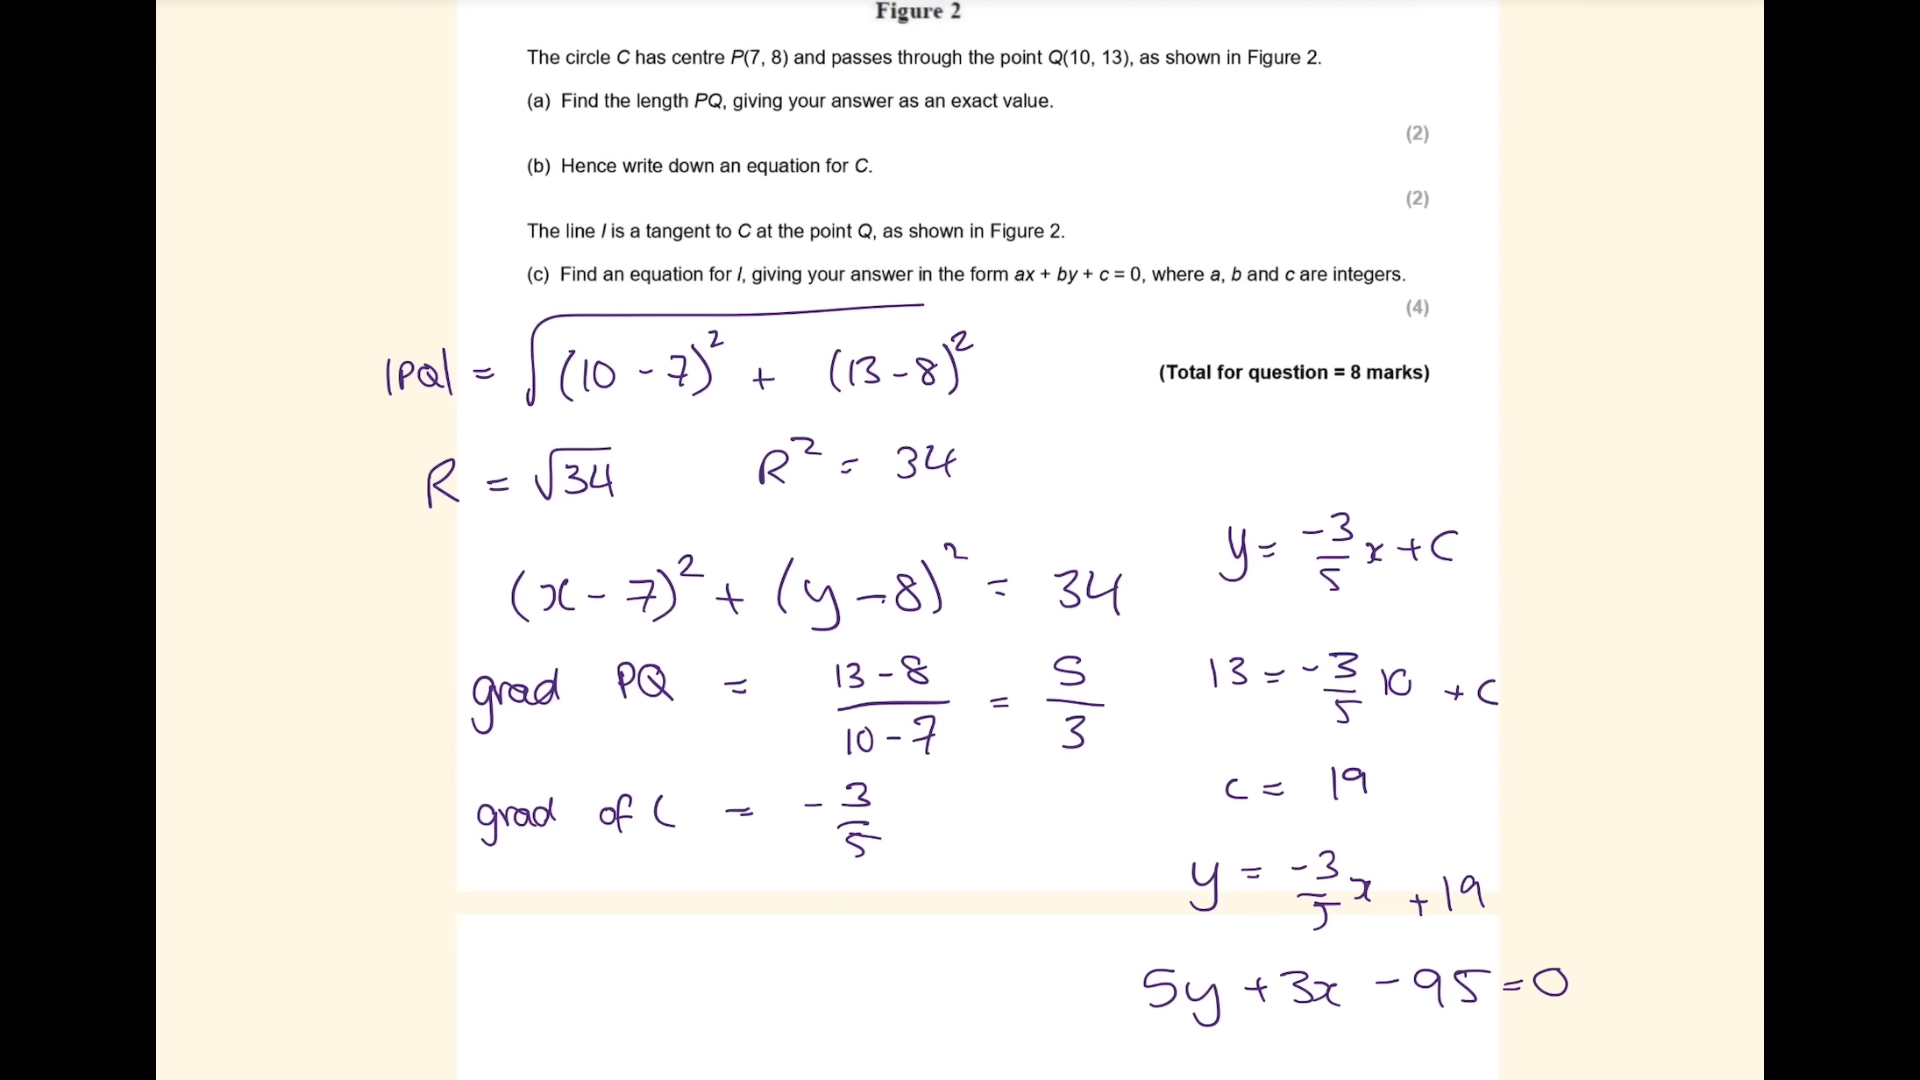 Figure 2
The circle C has centre P(7, 8) and passes through the point Q(10, 13), as shown in Figure 2.
(a) Find the length PQ, giving your answer as an exact value.
(2)
(b) Hence write down an equation for C.
(2)
The line l is a tangent to C at the point Q, as shown in Figure 2.
(c) Find an equation for l, giving your answer in the form ax + by + c = 0, where a, b and c are integers.
(4)
|PQ| = √((10 - 7)² + (13 - 8)²)
(Total for question = 8 marks)
R = √34 R² = 34
(x - 7)² + (y - 8)² = 34
grad PQ = (13 - 8)/(10 - 7) = 5/3
grad of l = -3/5
y = -3/5 x + c
13 = -3/5 10 + c
c = 19
y = -3/5 x + 19
5y + 3x - 95 = 0